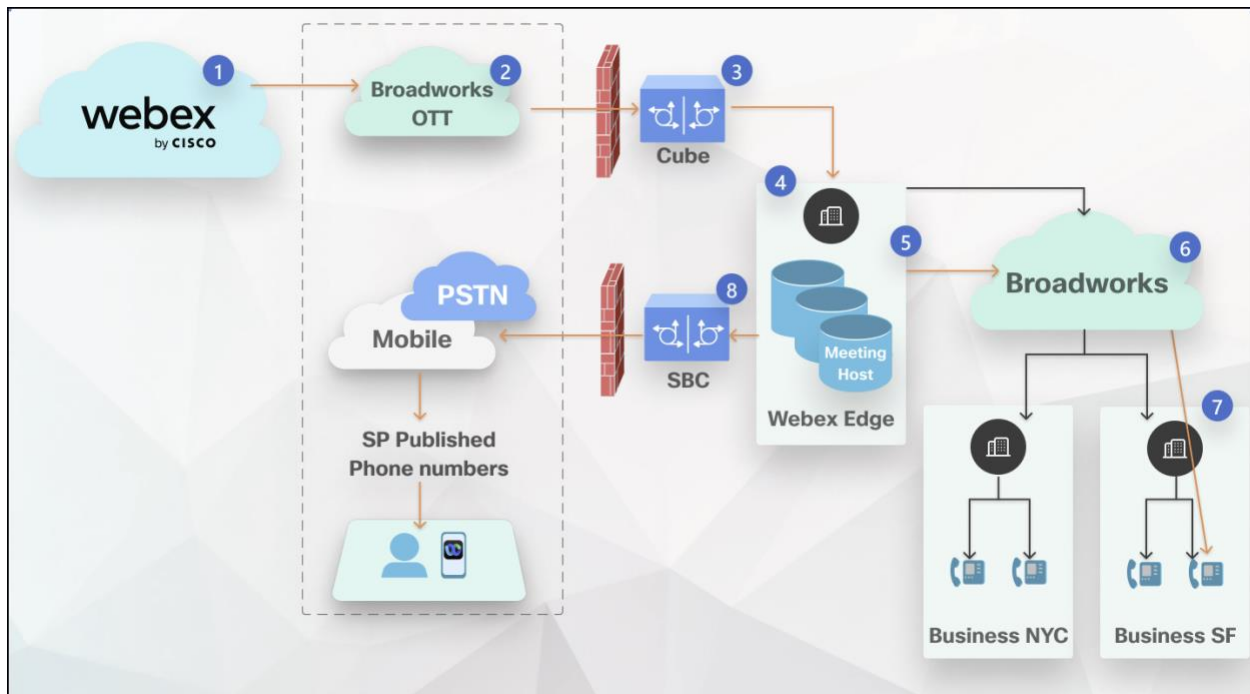 1
webex
by CISCO
2
Broadworks
OTT
3
Cube
4
5
6
Broadworks
Meeting
Host
Webex Edge
PSTN
Mobile
8
SBC
SP Published
Phone numbers
7
Business NYC
Business SF